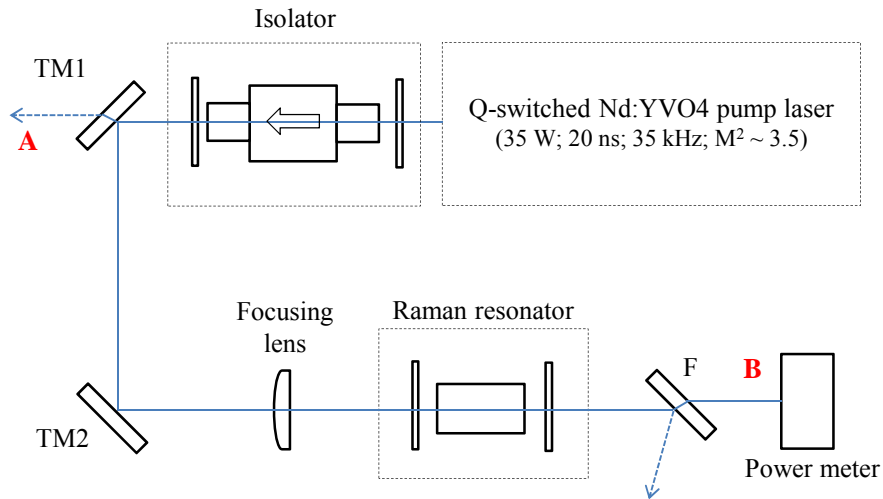 Isolator
TM1
Q-switched Nd:YVO4 pump laser
(35 W; 20 ns; 35 kHz; M² ~ 3.5)
A
Focusing
lens
Raman resonator
F
B
TM2
Power meter